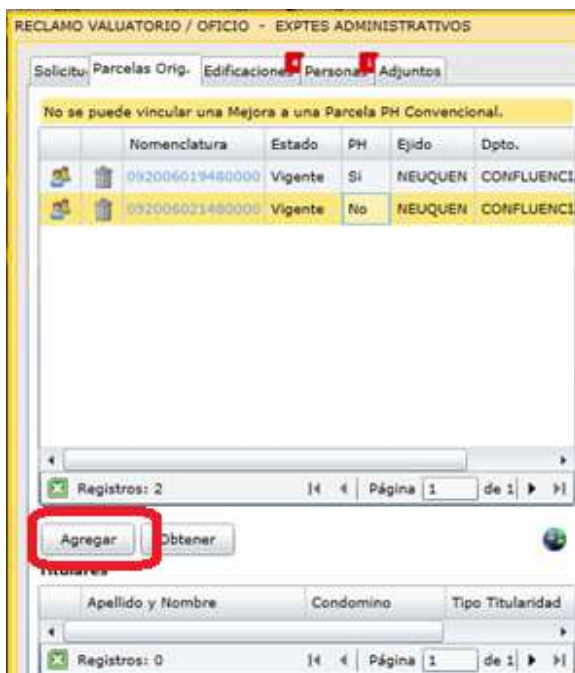 RECLAMO VALUATORIO / OFICIO - EXPTES ADMINISTRATIVOS
Solicitu Parcelas Orig. Edificaciones Personas Adjuntos
No se puede vincular una Mejora a una Parcela PH Convencional.
Nomenclatura Estado PH Ejido Dpto.
092006019480000 Vigente Si NEUQUEN CONFLUENCI
092006021480000 Vigente No NEUQUEN CONFLUENCI
Registros: 2 Página 1 de 1
Agregar Obtener
Titulares
Apellido y Nombre Condomino Tipo Titularidad
Registros: 0 Página 1 de 1